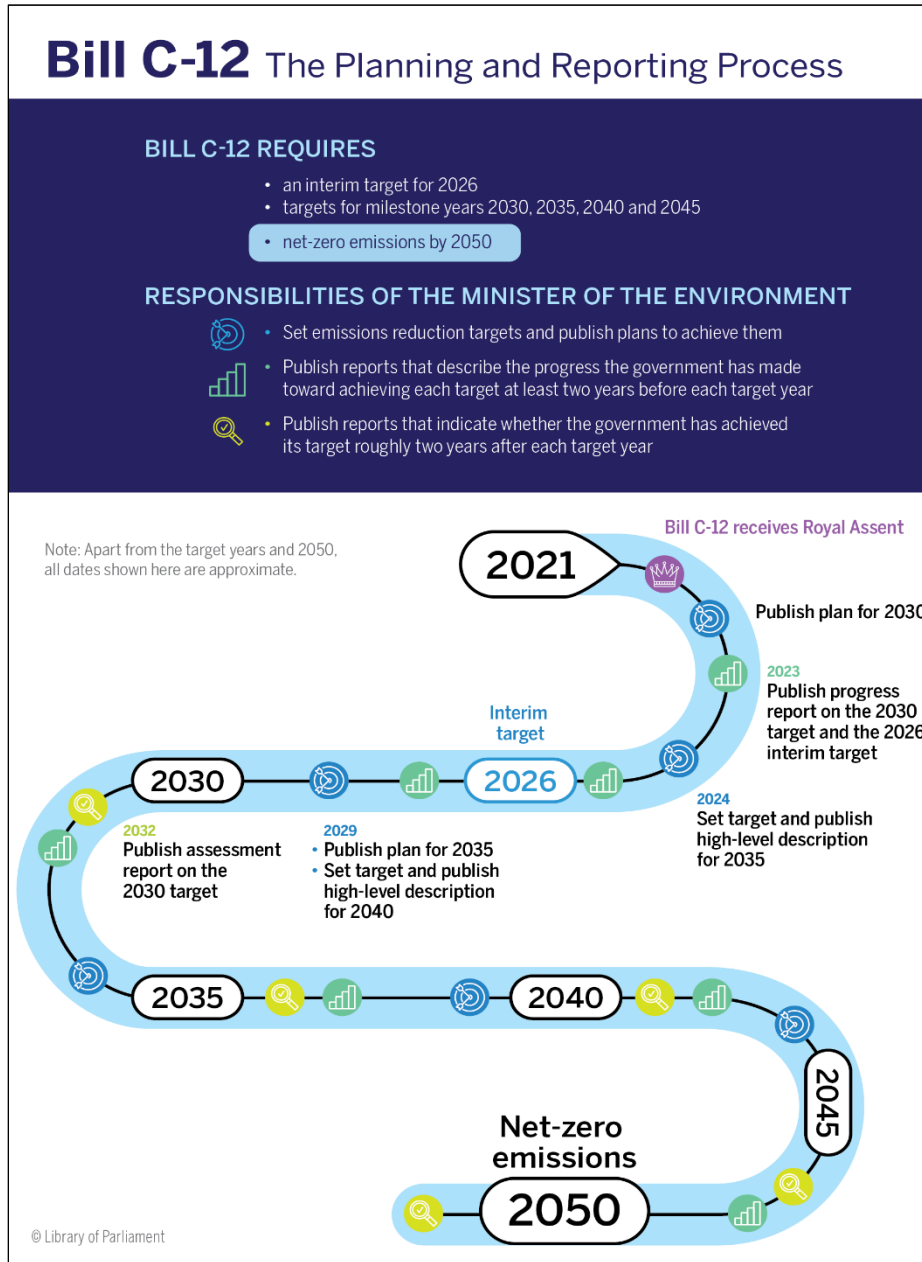 Bill C-12 The Planning and Reporting Process
BILL C-12 REQUIRES
• an interim target for 2026
• targets for milestone years 2030, 2035, 2040 and 2045
• net-zero emissions by 2050
RESPONSIBILITIES OF THE MINISTER OF THE ENVIRONMENT
• Set emissions reduction targets and publish plans to achieve them
• Publish reports that describe the progress the government has made
toward achieving each target at least two years before each target year
• Publish reports that indicate whether the government has achieved
its target roughly two years after each target year
Note: Apart from the target years and 2050,
all dates shown here are approximate.
Bill C-12 receives Royal Assent
2021
Publish plan for 2030
2023
Publish progress
report on the 2030
target and the 2026
interim target
Interim
target
2026
2024
Set target and publish
high-level description
for 2035
2030
2029
• Publish plan for 2035
• Set target and publish
high-level description
for 2040
2032
Publish assessment
report on the
2030 target
2035
2040
2045
Net-zero
emissions
2050
© Library of Parliament